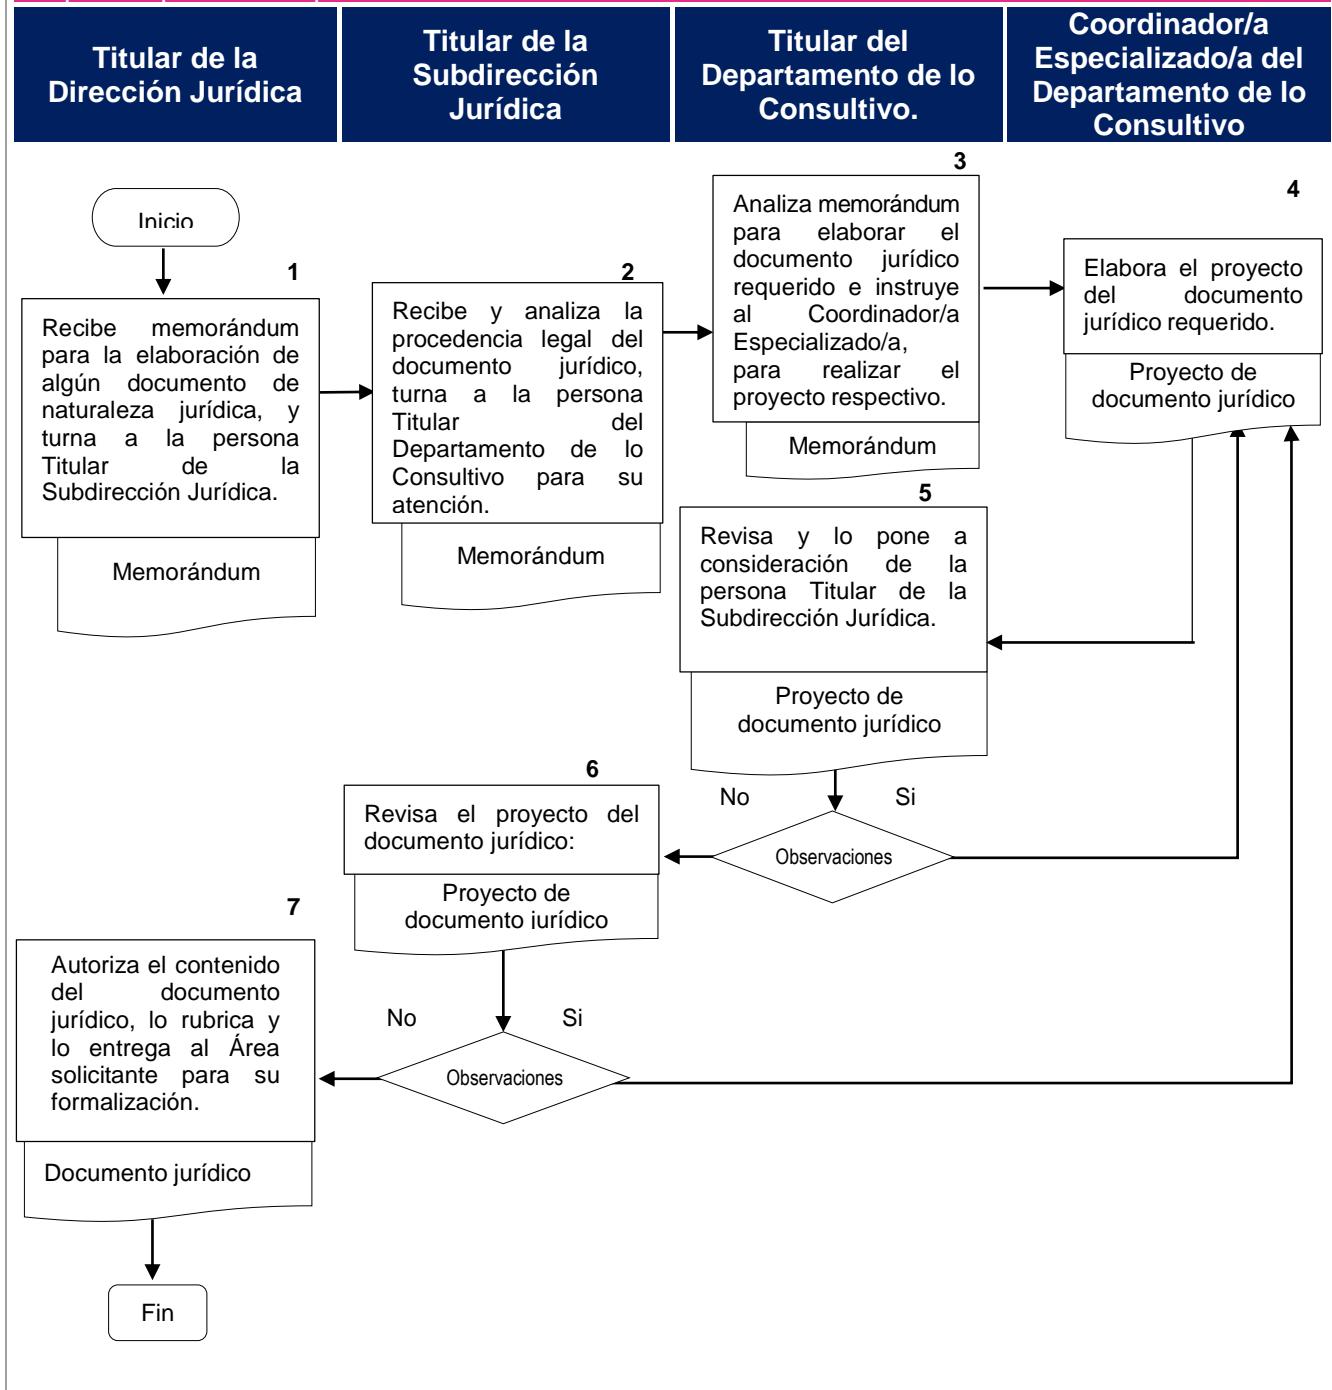 Titular de la
Dirección Jurídica
Titular de la
Subdirección
Jurídica
Titular del
Departamento de lo
Consultivo.
Coordinador/a
Especializado/a del
Departamento de lo
Consultivo
Inicio
1
Recibe memorándum
para la elaboración de
algún documento de
naturaleza jurídica, y
turna a la persona
Titular de la
Subdirección Jurídica.
Memorándum
2
Recibe y analiza la
procedencia legal del
documento jurídico,
turna a la persona
Titular del
Departamento de lo
Consultivo para su
atención.
Memorándum
3
Analiza memorándum
para elaborar el
documento jurídico
requerido e instruye
al Coordinador/a
Especializado/a,
para realizar el
proyecto respectivo.
Memorándum
4
Elabora el proyecto
del documento
jurídico requerido.
Proyecto de
documento jurídico
5
Revisa y lo pone a
consideración de la
persona Titular de la
Subdirección Jurídica.
Proyecto de
documento jurídico
No
Si
Observaciones
6
Revisa el proyecto del
documento jurídico:
Proyecto de
documento jurídico
No
Si
Observaciones
7
Autoriza el contenido
del documento
jurídico, lo rubrica y
lo entrega al Área
solicitante para su
formalización.
Documento jurídico
Fin